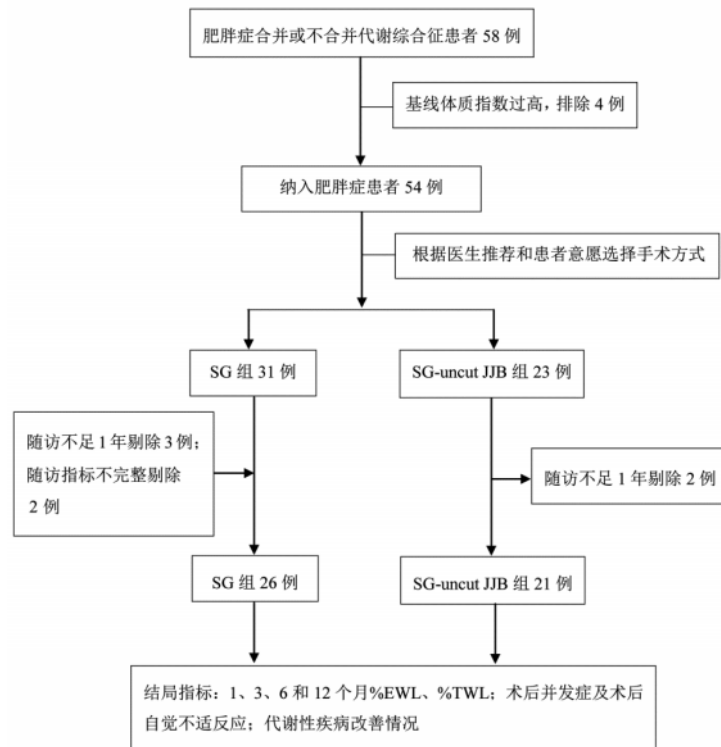 肥胖症合并或不合并代谢综合征患者 58 例
基线体质指数过高，排除 4 例
纳入肥胖症患者 54 例
根据医生推荐和患者意愿选择手术方式
SG 组 31 例
SG-uncut JJB 组 23 例
随访不足 1 年剔除 3 例；
随访指标不完整剔除
2 例
随访不足 1 年剔除 2 例
SG 组 26 例
SG-uncut JJB 组 21 例
结局指标：1、3、6 和 12 个月%EWL、%TWL；术后并发症及术后
自觉不适反应；代谢性疾病改善情况